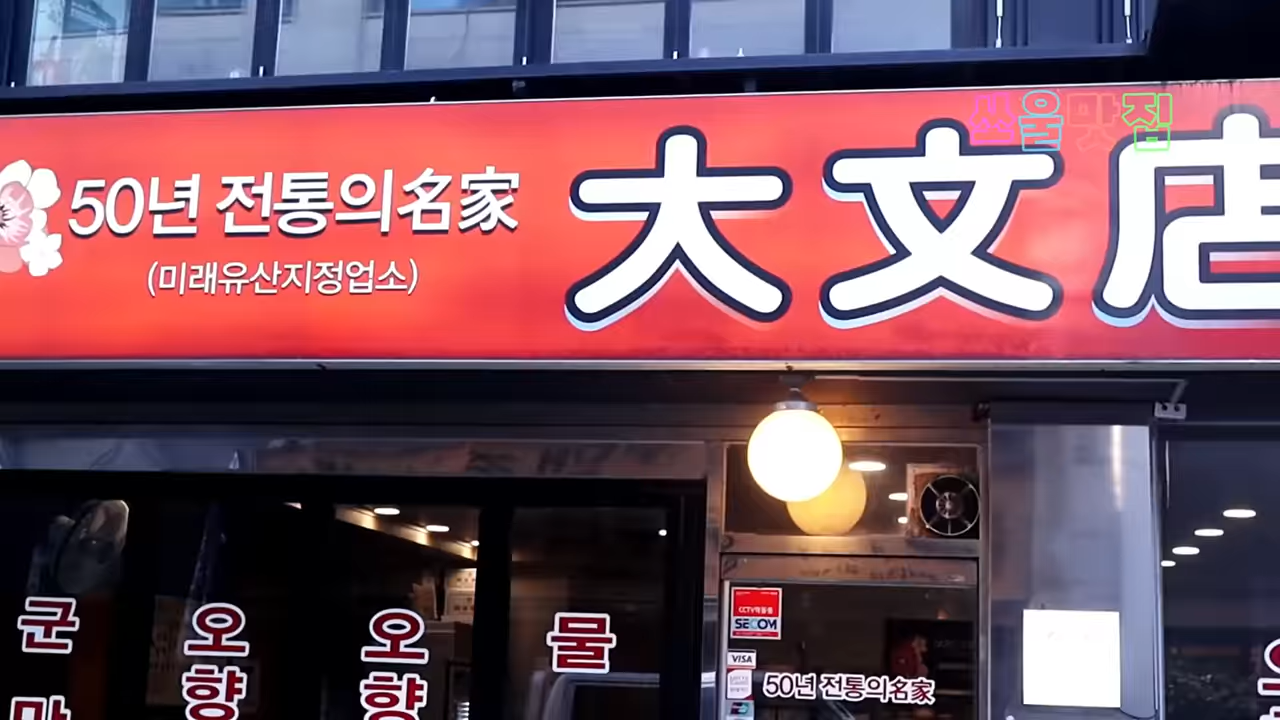 쏘울맛집
50년 전통의名家
(미래유산지정업소)
大文店
군만
오향
오향
물
CCTV작동중
SECOM
VISA
50년 전통의名家